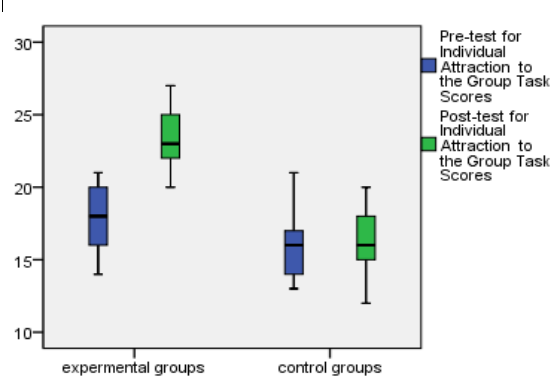 30
25
20
15
10
expermental groups
control groups
Pre-test for
Individual
Attraction to
the Group Task
Scores
Post-test for
Individual
Attraction to
the Group Task
Scores